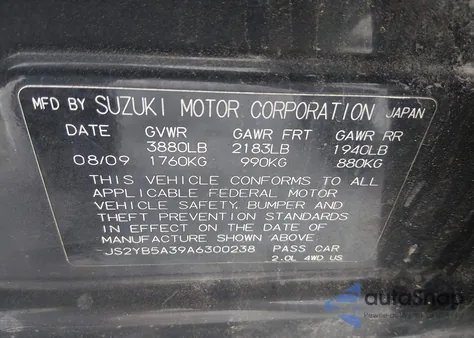 MFD BY SUZUKI MOTOR CORPORATION JAPAN
DATE GVWR GAWR FRT GAWR RR
3880LB 2183LB 1940LB
08/09 1760KG 990KG 880KG
THIS VEHICLE CONFORMS TO ALL
APPLICABLE FEDERAL MOTOR
VEHICLE SAFETY, BUMPER AND
THEFT PREVENTION STANDARDS
IN EFFECT ON THE DATE OF
MANUFACTURE SHOWN ABOVE.
JS2YB5A39A6300238 PASS CAR
2.0L 4WD US
autoSnap